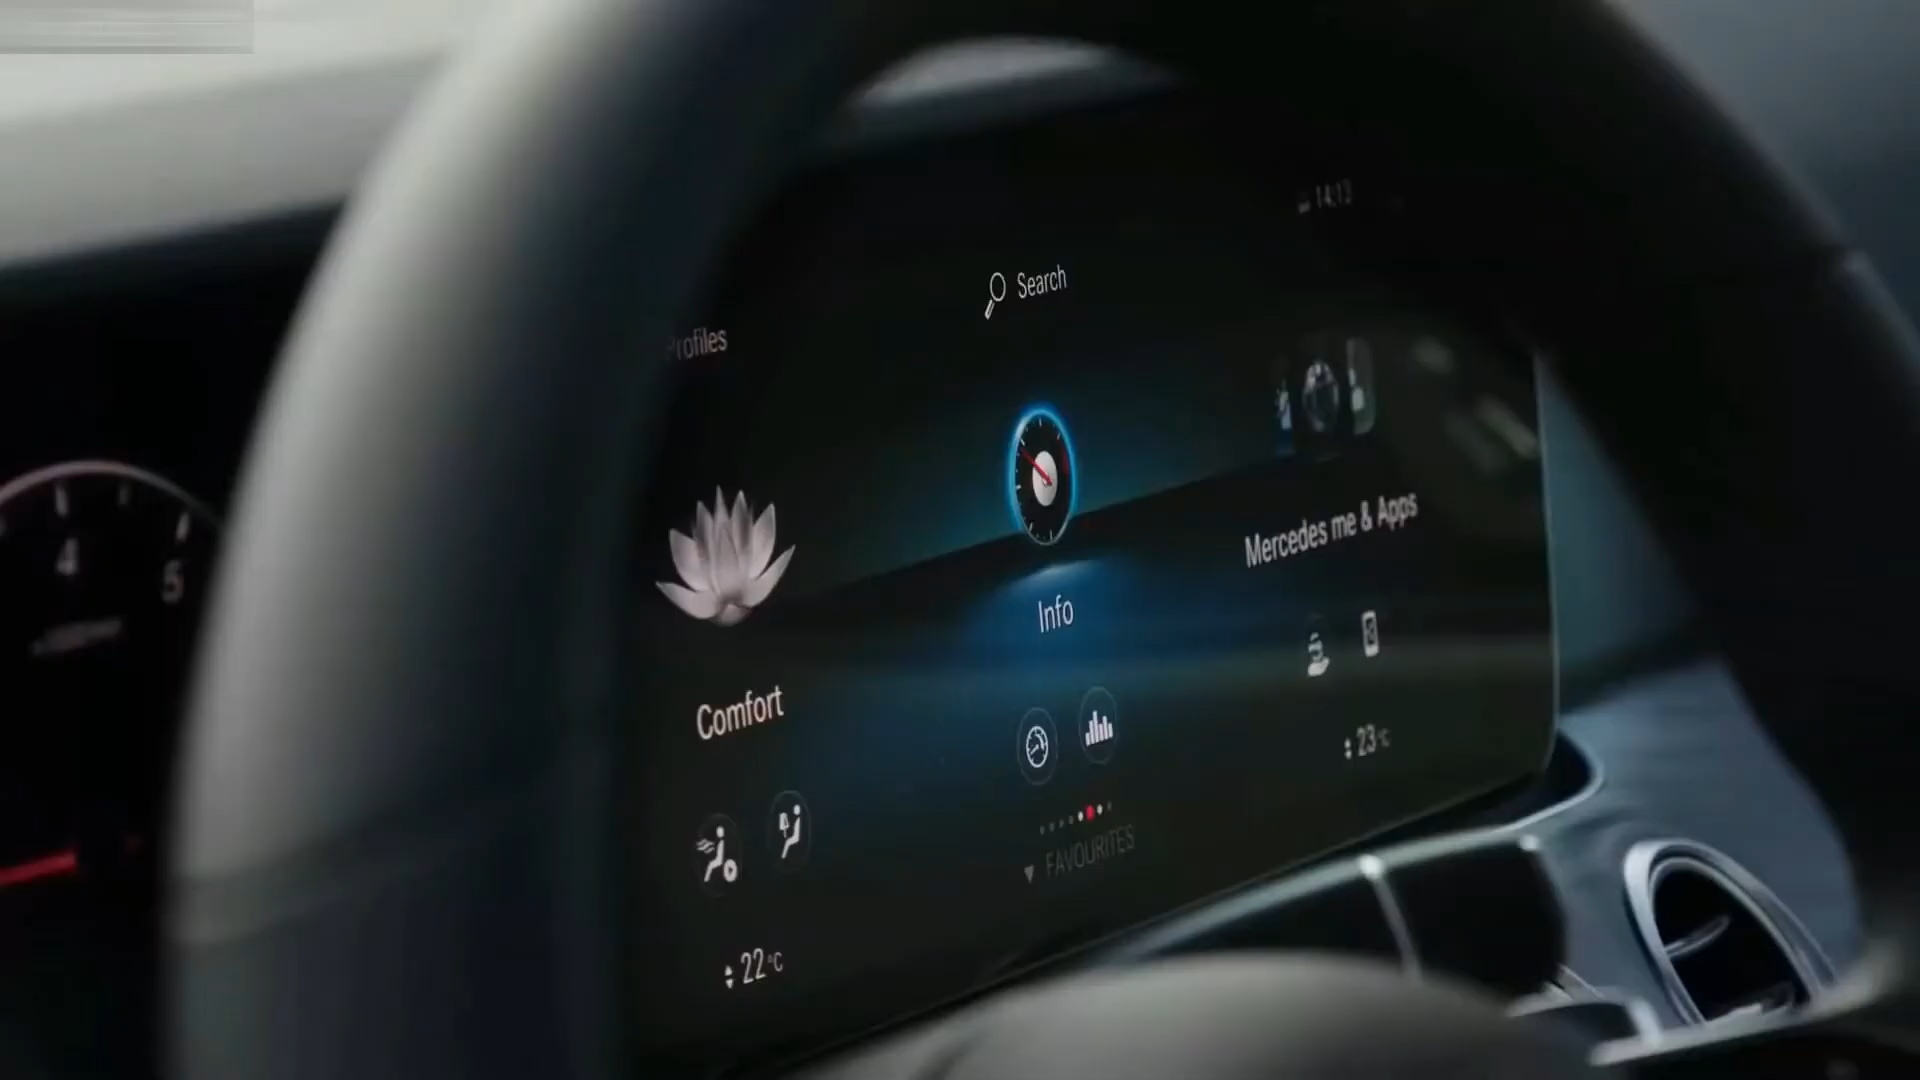 14:13
Search
Profiles
Mercedes me & Apps
4
5
Info
Comfort
23°C
FAVOURITES
22°C